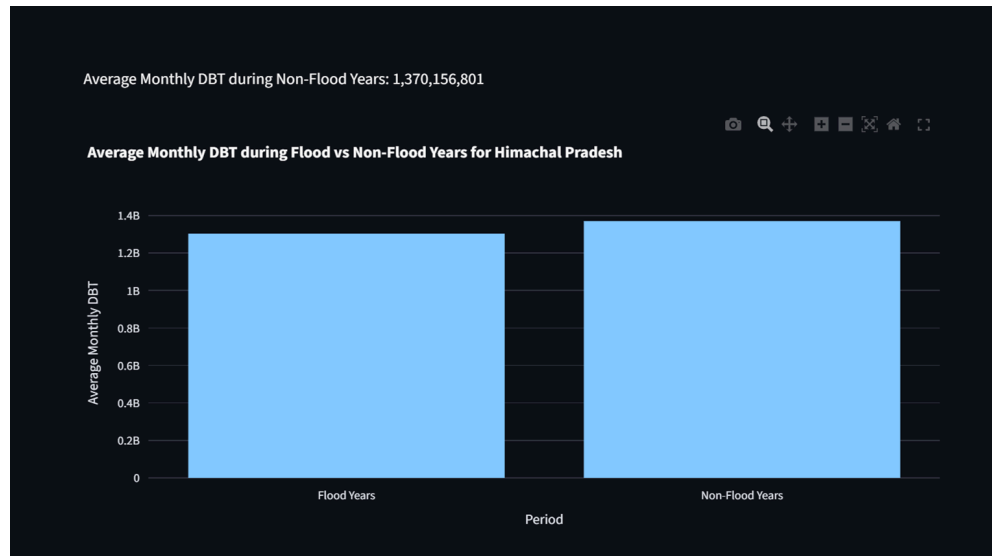 Average Monthly DBT during Non-Flood Years: 1,370,156,801
Average Monthly DBT during Flood vs Non-Flood Years for Himachal Pradesh
1.4B
1.2B
1B
0.8B
0.6B
0.4B
0.2B
0
Average Monthly DBT
Flood Years
Non-Flood Years
Period